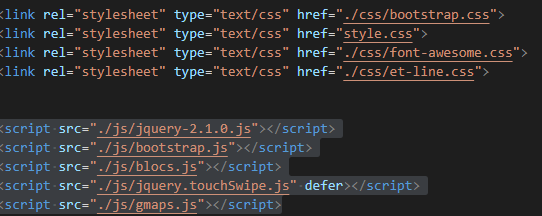 <link rel="stylesheet" type="text/css" href="./css/bootstrap.css">
<link rel="stylesheet" type="text/css" href="style.css">
<link rel="stylesheet" type="text/css" href="./css/font-awesome.css">
<link rel="stylesheet" type="text/css" href="./css/et-line.css">
<script src="./js/jquery-2.1.0.js"></script>
<script src="./js/bootstrap.js"></script>
<script src="./js/blocs.js"></script>
<script src="./js/jquery.touchSwipe.js" defer></script>
<script src="./js/gmaps.js"></script>